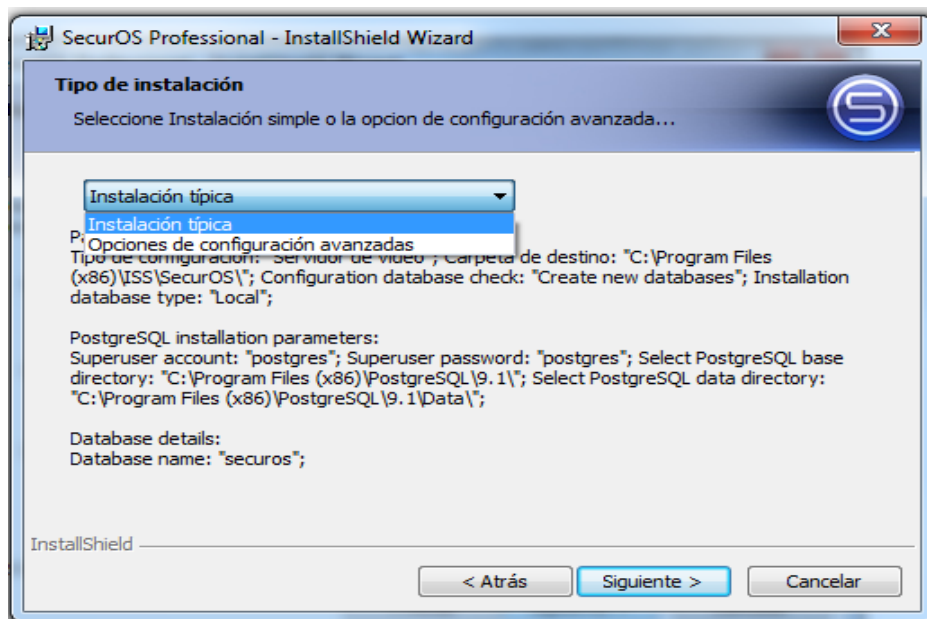 SecurOS Professional - InstallShield Wizard
Tipo de instalación
Seleccione Instalación simple o la opcion de configuración avanzada...
Instalación típica
Instalación típica
Opciones de configuración avanzadas
Tipo de configuración: "Servidor de video"; Carpeta de destino: "C:\Program Files
(x86)\ISS\SecurOS\"; Configuration database check: "Create new databases"; Installation
database type: "Local";
PostgreSQL installation parameters:
Superuser account: "postgres"; Superuser password: "postgres"; Select PostgreSQL base
directory: "C:\Program Files (x86)\PostgreSQL\9.1\"; Select PostgreSQL data directory:
"C:\Program Files (x86)\PostgreSQL\9.1\Data\";
Database details:
Database name: "securos";
InstallShield
< Atrás
Siguiente >
Cancelar